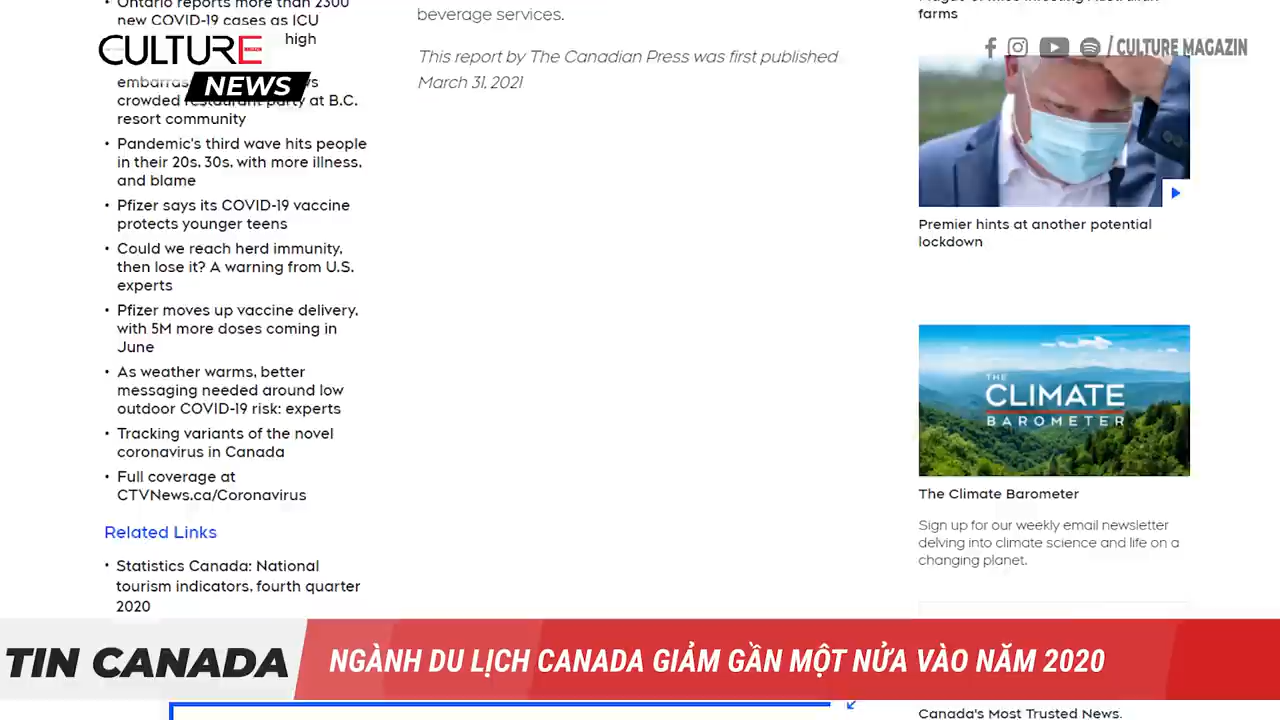 Ontario reports more than 2300
new COVID-19 cases as ICU
high
CULTURE
NEWS
crowded restaurant party at B.C.
resort community
• Pandemic's third wave hits people
in their 20s, 30s, with more illness,
and blame
• Pfizer says its COVID-19 vaccine
protects younger teens
• Could we reach herd immunity,
then lose it? A warning from U.S.
experts
• Pfizer moves up vaccine delivery,
with 5M more doses coming in
June
• As weather warms, better
messaging needed around low
outdoor COVID-19 risk: experts
• Tracking variants of the novel
coronavirus in Canada
• Full coverage at
CTVNews.ca/Coronavirus
Related Links
• Statistics Canada: National
tourism indicators, fourth quarter
2020
beverage services.
This report by The Canadian Press was first published
March 31, 2021
farms
/ CULTURE MAGAZIN
Premier hints at another potential
lockdown
THE
CLIMATE
BAROMETER
The Climate Barometer
Sign up for our weekly email newsletter
delving into climate science and life on a
changing planet.
TIN CANADA
NGÀNH DU LỊCH CANADA GIẢM GẦN MỘT NỬA VÀO NĂM 2020
Canada's Most Trusted News.